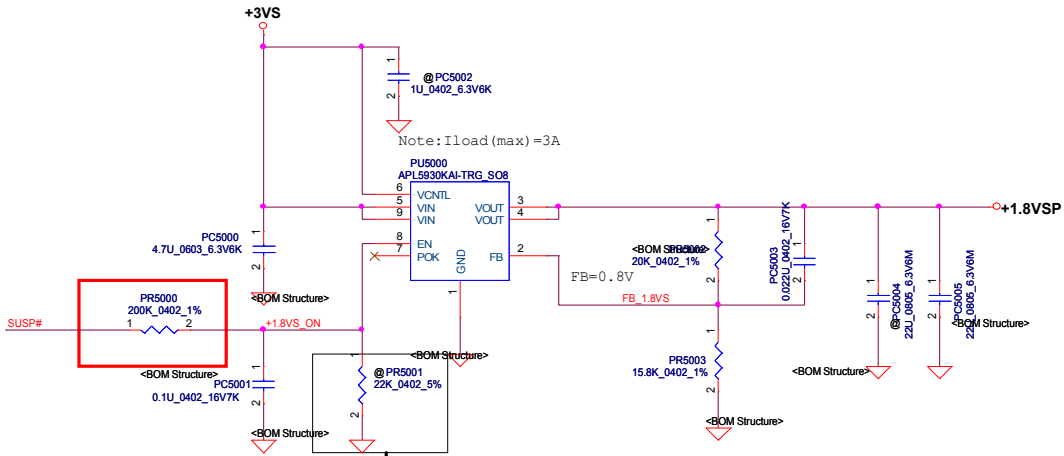 +3VS
1
@PC5002
1U_0402_6.3V6K
2
Note:Iload(max)=3A
PU5000
APL5930KAI-TRG_SO8
6
VCNTL
5
VIN
9
VIN
8
EN
7
POK
GND
1
3
VOUT
4
VOUT
2
FB
+1.8VSP
1
PC5000
4.7U_0603_6.3V6K
2
<BOM Structure>
1
<BOM Structure>
PR5002
20K_0402_1%
2
1
PC5003
0.022U_0402_16V7K
2
FB=0.8V
FB_1.8VS
1
@PC5004
22U_0805_6.3V6M
2
1
PC5005
22U_0805_6.3V6M
2
<BOM Structure>
PR5000
200K_0402_1%
SUSP#
1
2
+1.8VS_ON
<BOM Structure>
1
PC5001
0.1U_0402_16V7K
2
<BOM Structure>
<BOM Structure>
1
@PR5001
22K_0402_5%
2
1
PR5003
15.8K_0402_1%
2
<BOM Structure>
<BOM Structure>